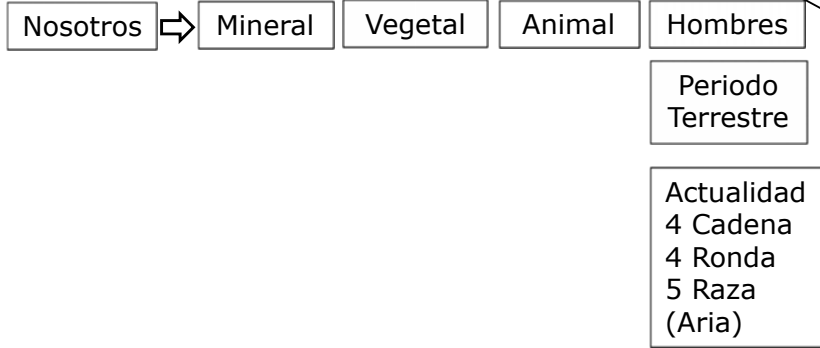 Nosotros
Mineral
Vegetal
Animal
Hombres
Periodo
Terrestre
Actualidad
4 Cadena
4 Ronda
5 Raza
(Aria)